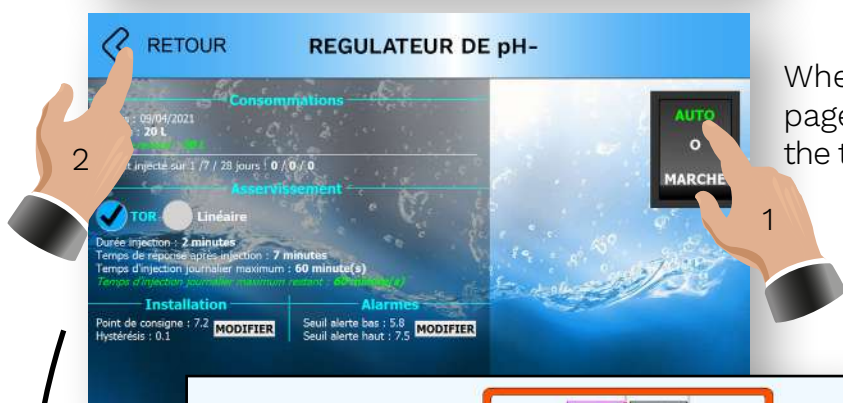 RETOUR
REGULATEUR DE pH-
Consommations
: 09/04/2021
: 20 L
injecté sur 1 /7 / 28 jours : 0 / 0 / 0
Asservissement
TOR
Linéaire
Durée injection : 2 minutes
Temps de réponse après injection : 7 minutes
Temps d'injection journalier maximum : 60 minute(s)
Temps d'injection journalier maximum restant : 60 minute(s)
Installation
Point de consigne : 7.2
Hystérésis : 0.1
MODIFIER
Alarmes
Seuil alerte bas : 5.8
Seuil alerte haut : 7.5
MODIFIER
AUTO
O
MARCHE
1
2
page
the